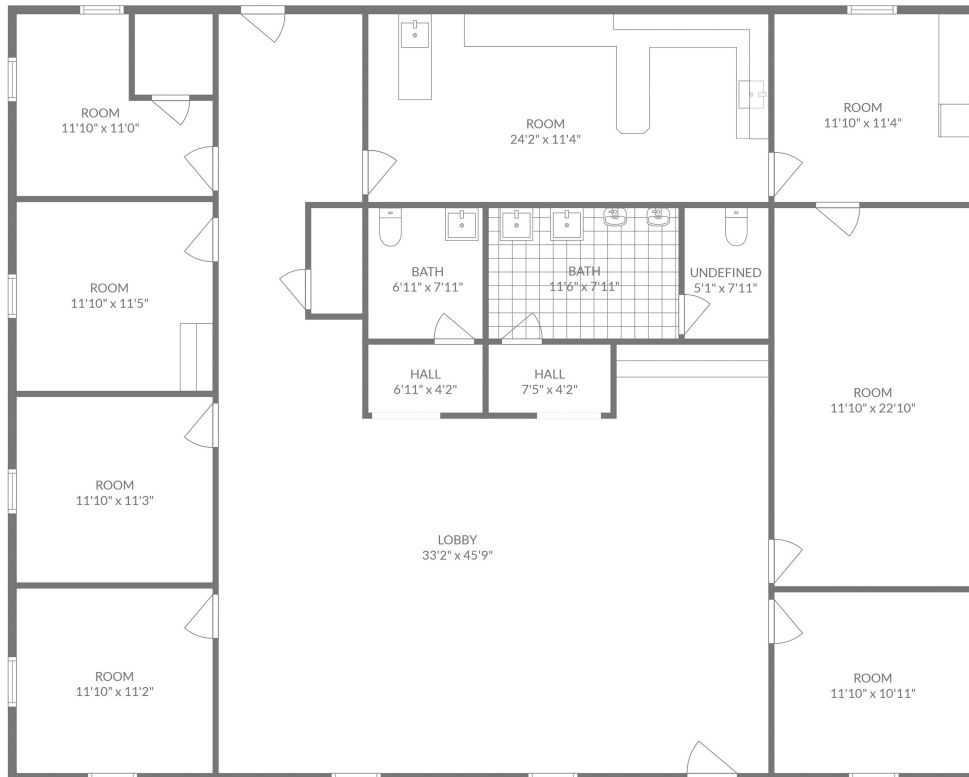 ROOM
11'10" x 11'0"
ROOM
24'2" x 11'4"
ROOM
11'10" x 11'4"
ROOM
11'10" x 11'5"
BATH
6'11" x 7'11"
BATH
11'6" x 7'11"
UNDEFINED
5'1" x 7'11"
HALL
6'11" x 4'2"
HALL
7'5" x 4'2"
ROOM
11'10" x 22'10"
ROOM
11'10" x 11'3"
LOBBY
33'2" x 45'9"
ROOM
11'10" x 11'2"
ROOM
11'10" x 10'11"